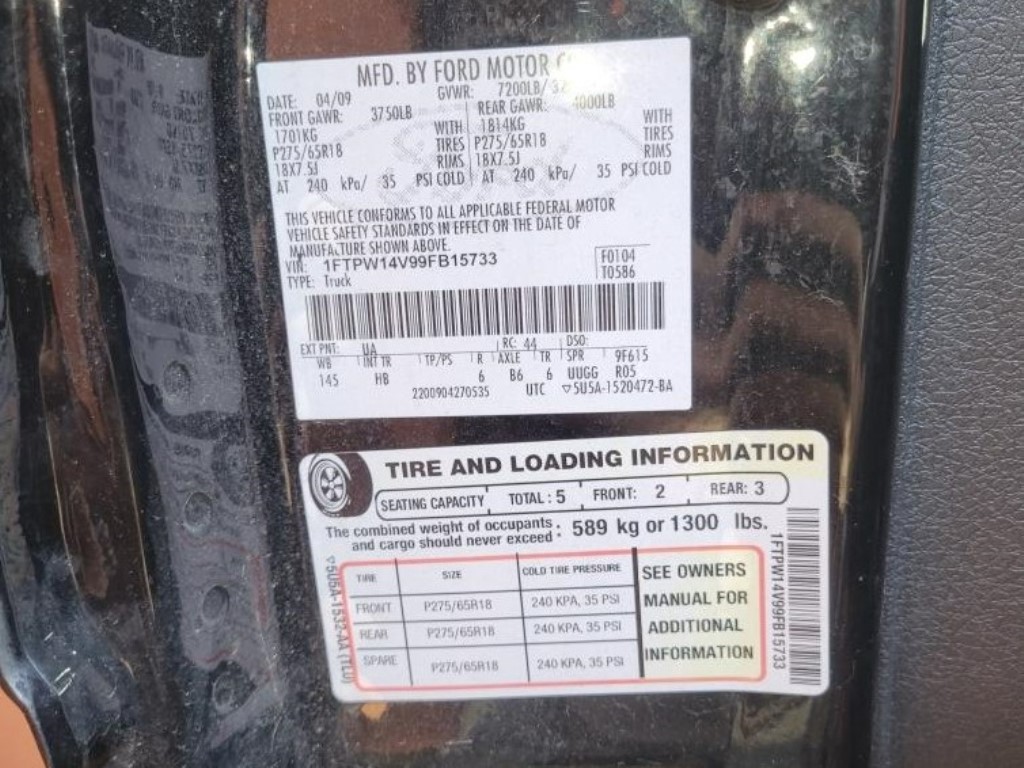 MFD. BY FORD MOTOR
DATE: 04/09 GVWR: 7200LB/
FRONT GAWR: 3750LB REAR GAWR: 4000LB
1701KG WITH 1814KG WITH
P275/65R18 TIRES P275/65R18 TIRES
18X7.5J RIMS 18X7.5J RIMS
AT 240 kPa/ 35 PSI COLD AT 240 kPa/ 35 PSI COLD
THIS VEHICLE CONFORMS TO ALL APPLICABLE FEDERAL MOTOR
VEHICLE SAFETY STANDARDS IN EFFECT ON THE DATE OF
MANUFACTURE SHOWN ABOVE.
VIN: 1FTPW14V99FB15733 F0104
TYPE: Truck T0586
EXT PNT: UA RC: 44 DSO:
WB INT TR TP/PS R AXLE TR SPR 9F615
145 HB 6 B6 6 UUGG R05
2200904270535 UTC ▽5U5A-1520472-BA
TIRE AND LOADING INFORMATION
SEATING CAPACITY TOTAL : 5 FRONT: 2 REAR: 3
The combined weight of occupants
and cargo should never exceed : 589 kg or 1300 lbs.
TIRE SIZE COLD TIRE PRESSURE
FRONT P275/65R18 240 KPA, 35 PSI
REAR P275/65R18 240 KPA, 35 PSI
SPARE P275/65R18 240 KPA, 35 PSI
SEE OWNERS
MANUAL FOR
ADDITIONAL
INFORMATION
1FTPW14V99FB15733
▽5U5A-1532-AA (TL0)